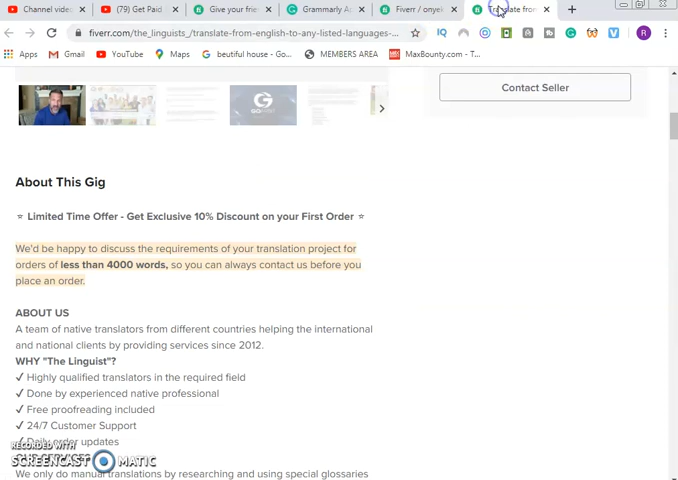 Channel video
(79) Get Paid
Give your frie
Grammarly As
Fiverr / onyek
Translate from
fiverr.com/the_linguists_/translate-from-english-to-any-listed-languages-...
Apps
Gmail
YouTube
Maps
beutiful house - Go...
MEMBERS AREA
MaxBounty.com - T...
R
Contact Seller
About This Gig
Limited Time Offer - Get Exclusive 10% Discount on your First Order
We'd be happy to discuss the requirements of your translation project for
orders of less than 4000 words, so you can always contact us before you
place an order.
ABOUT US
A team of native translators from different countries helping the international
and national clients by providing services since 2012.
WHY "The Linguist"?
✓ Highly qualified translators in the required field
✓ Done by experienced native professional
✓ Free proofreading included
✓ 24/7 Customer Support
✓ Daily order updates
RECORDED WITH
SCREENCAST MATIC
We only do manual translations by researching and using special glossaries